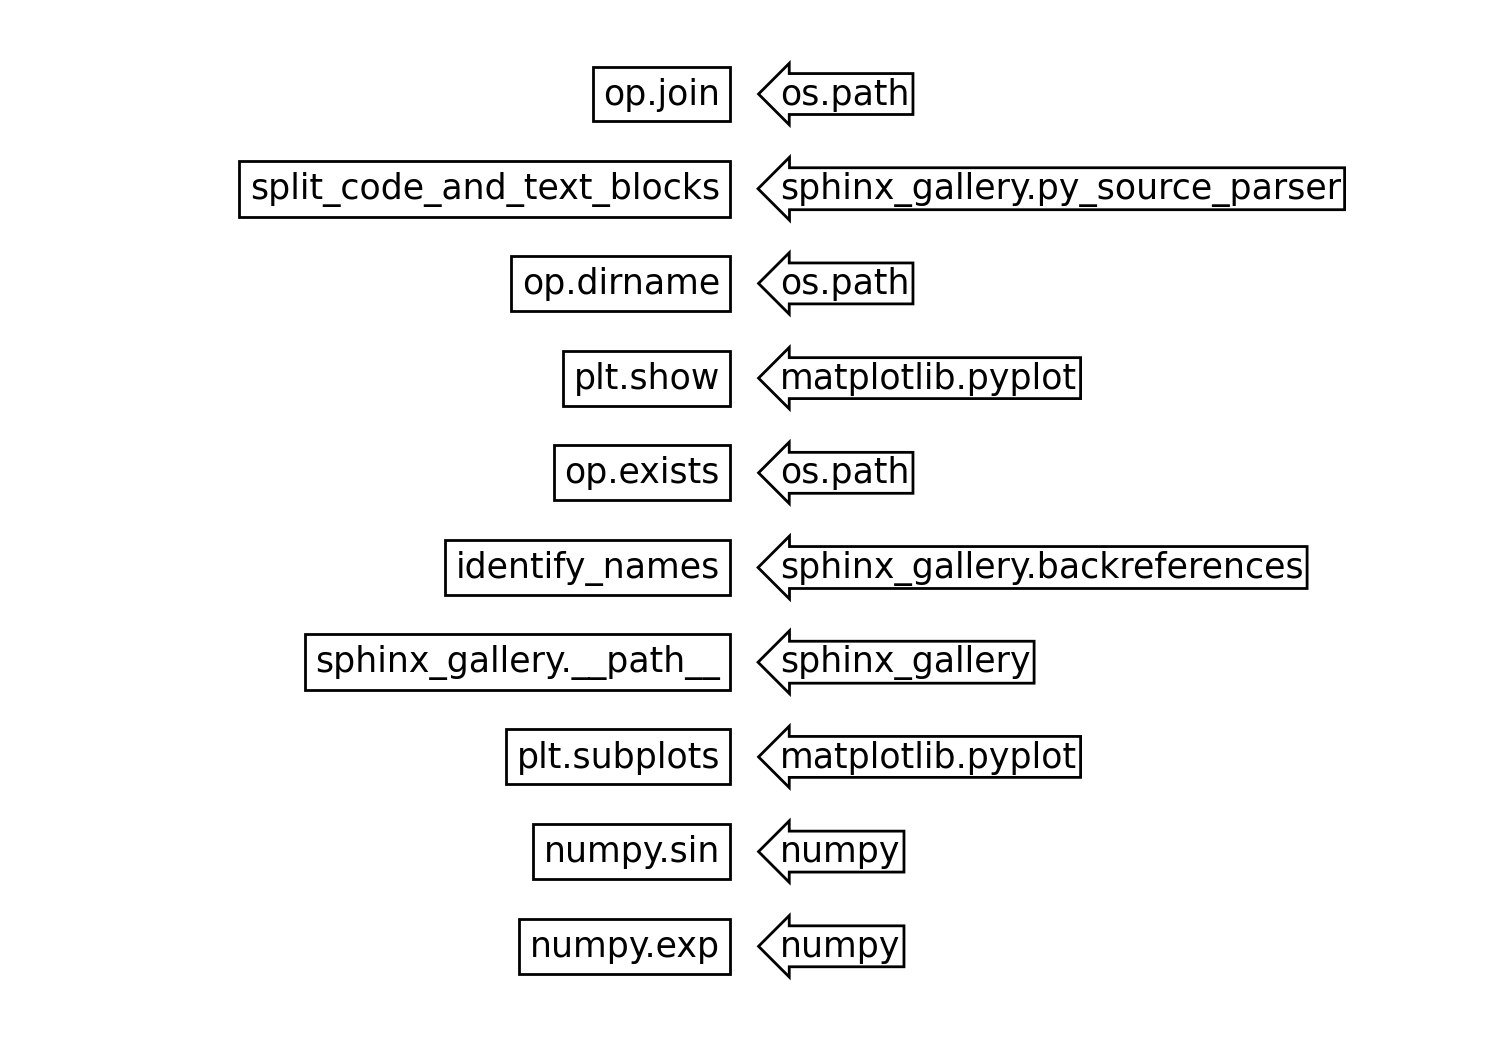 op.join os.path
split_code_and_text_blocks sphinx_gallery.py_source_parser
op.dirname os.path
plt.show matplotlib.pyplot
op.exists os.path
identify_names sphinx_gallery.backreferences
sphinx_gallery.__path__ sphinx_gallery
plt.subplots matplotlib.pyplot
numpy.sin numpy
numpy.exp numpy